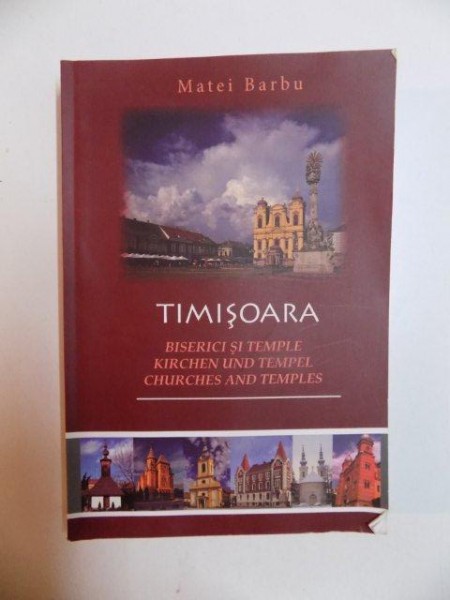 Matei Barbu
TIMIŞOARA
BISERICI ŞI TEMPLE
KIRCHEN UND TEMPEL
CHURCHES AND TEMPLES